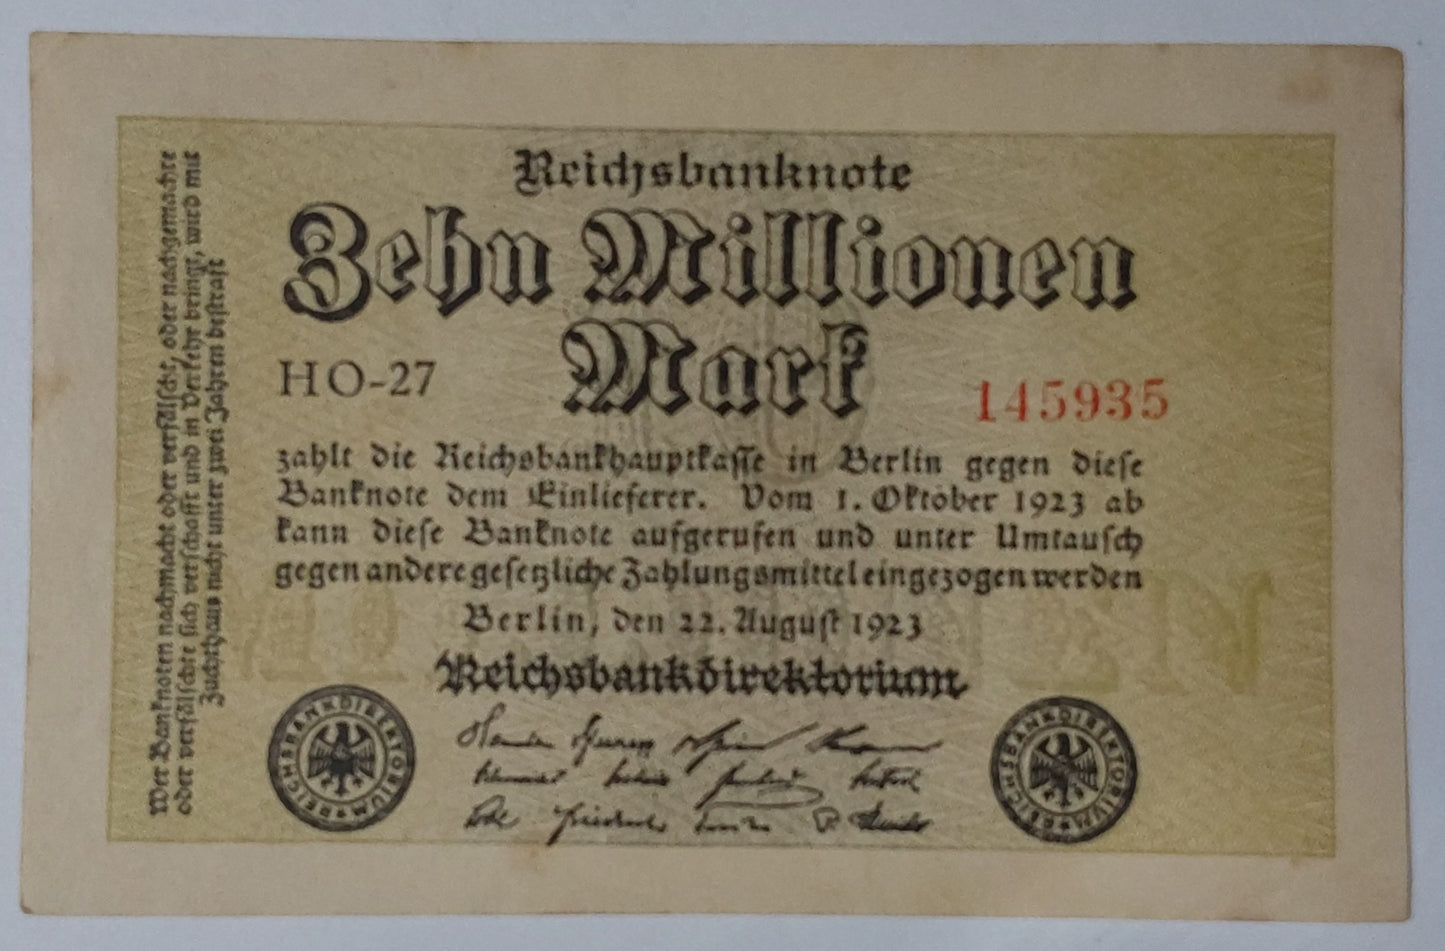 Reichsbanknote
Zehn Millionen
Mark
HO-27
145935
zahlt die Reichsbankhauptkasse in Berlin gegen diese
Banknote dem Einlieferer. Vom 1. Oktober 1923 ab
kann diese Banknote aufgerufen und unter Umtausch
gegen andere gesetzliche Zahlungsmittel eingezogen werden
Berlin, den 22. August 1923
Reichsbankdirektorium
REICHSBANKDIREKTORIUM
REICHSBANKDIREKTORIUM
Wer Banknoten nachmacht oder verfälscht, oder nachgemachte
oder verfälschte sich verschafft und in Verkehr bringt, wird mit
Zuchthaus nicht unter zwei Jahren bestraft